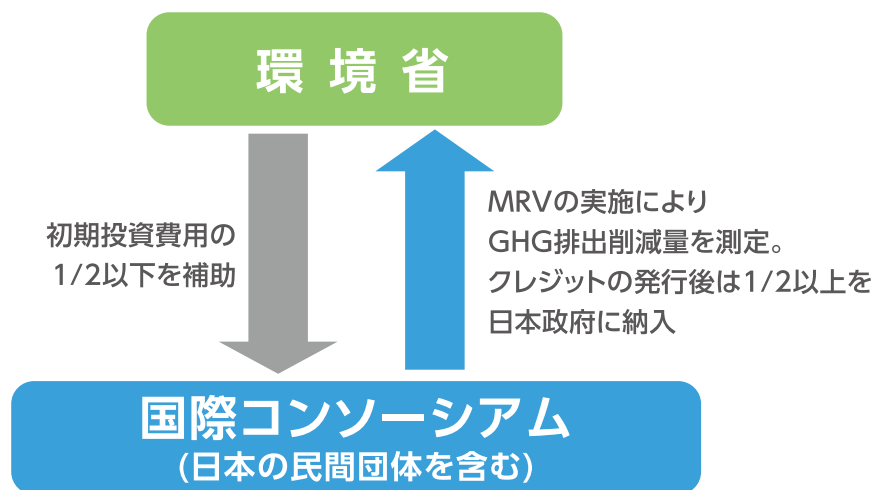 環境省
初期投資費用の
1/2以下を補助
MRVの実施により
GHG排出削減量を測定。
クレジットの発行後は1/2以上を
日本政府に納入
国際コンソーシアム
(日本の民間団体を含む)